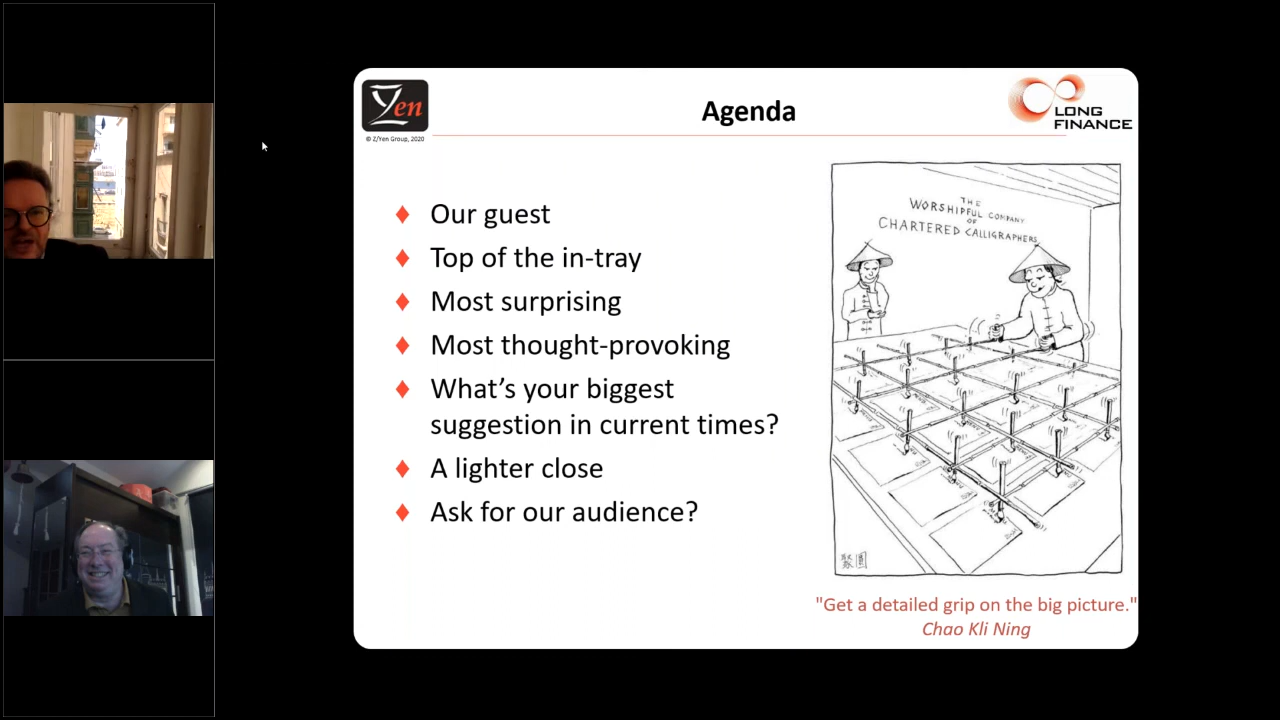 Yen
© Z/Yen Group, 2020
Agenda
LONG
FINANCE
Our guest
Top of the in-tray
Most surprising
Most thought-provoking
What's your biggest
suggestion in current times?
A lighter close
Ask for our audience?
THE
WORSHIPFUL COMPANY
OF
CHARTERED CALLIGRAPHERS
"Get a detailed grip on the big picture."
Chao Kli Ning